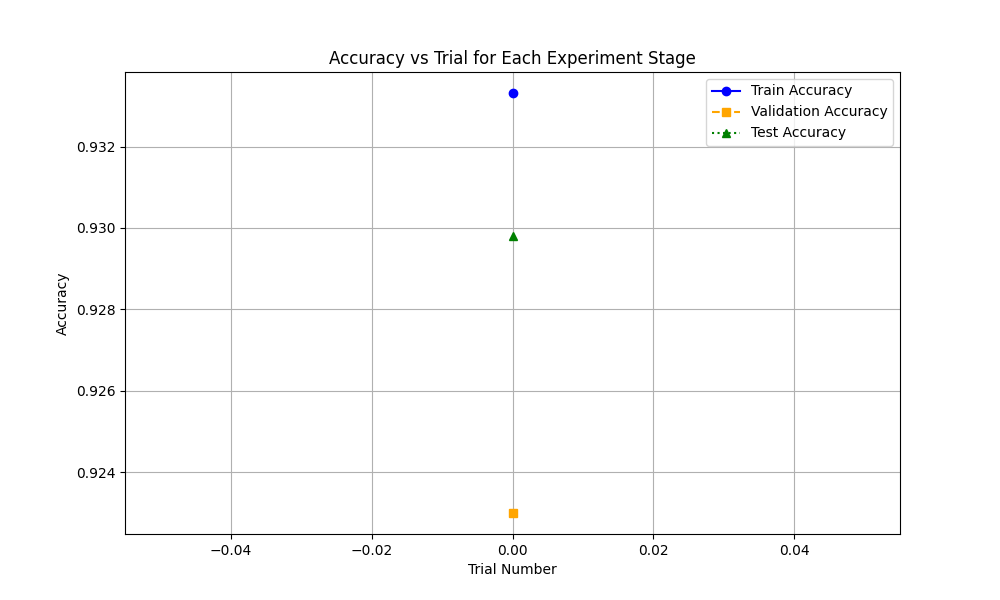 Accuracy vs Trial for Each Experiment Stage
Train Accuracy
Validation Accuracy
Test Accuracy
0.932
0.930
0.928
0.926
0.924
Accuracy
−0.04
−0.02
0.00
0.02
0.04
Trial Number